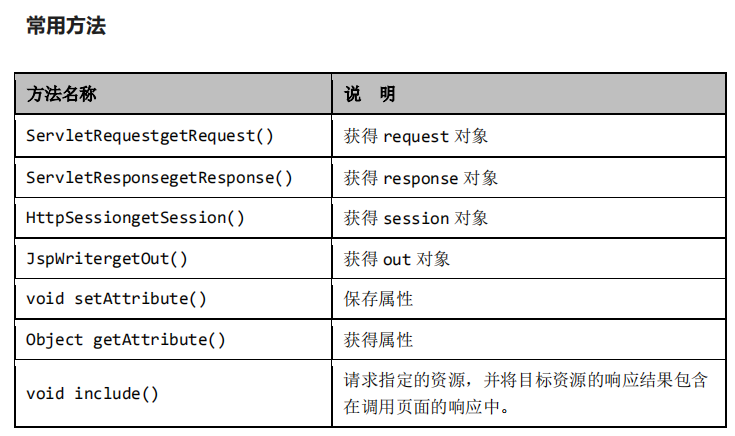 常用方法
方法名称 说 明
ServletRequestgetRequest() 获得 request 对象
ServletResponsegetResponse() 获得 response 对象
HttpSessiongetSession() 获得 session 对象
JspWritergetOut() 获得 out 对象
void setAttribute() 保存属性
Object getAttribute() 获得属性
void include() 请求指定的资源，并将目标资源的响应结果包含
在调用页面的响应中。